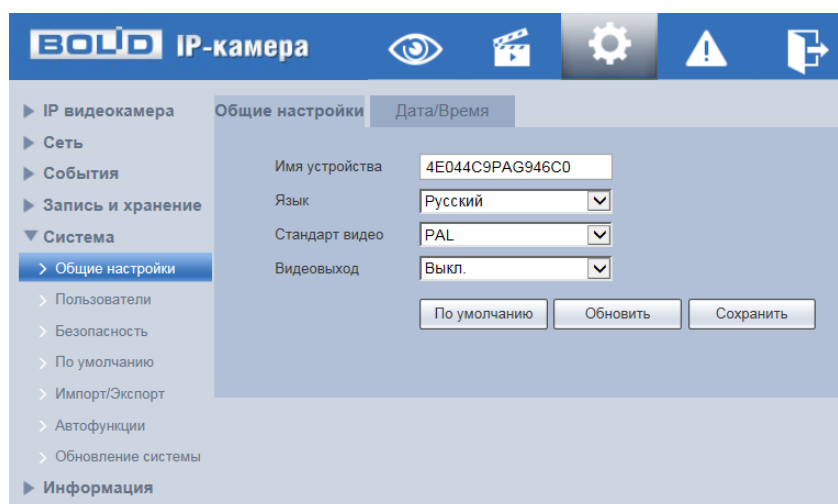 BOLID IP-камера
IP видеокамера
Сеть
События
Запись и хранение
Система
Общие настройки
Пользователи
Безопасность
По умолчанию
Импорт/Экспорт
Автофункции
Обновление системы
Информация
Общие настройки Дата/Время
Имя устройства 4E044C9PAG946C0
Язык Русский
Стандарт видео PAL
Видеовыход Выкл.
По умолчанию Обновить Сохранить